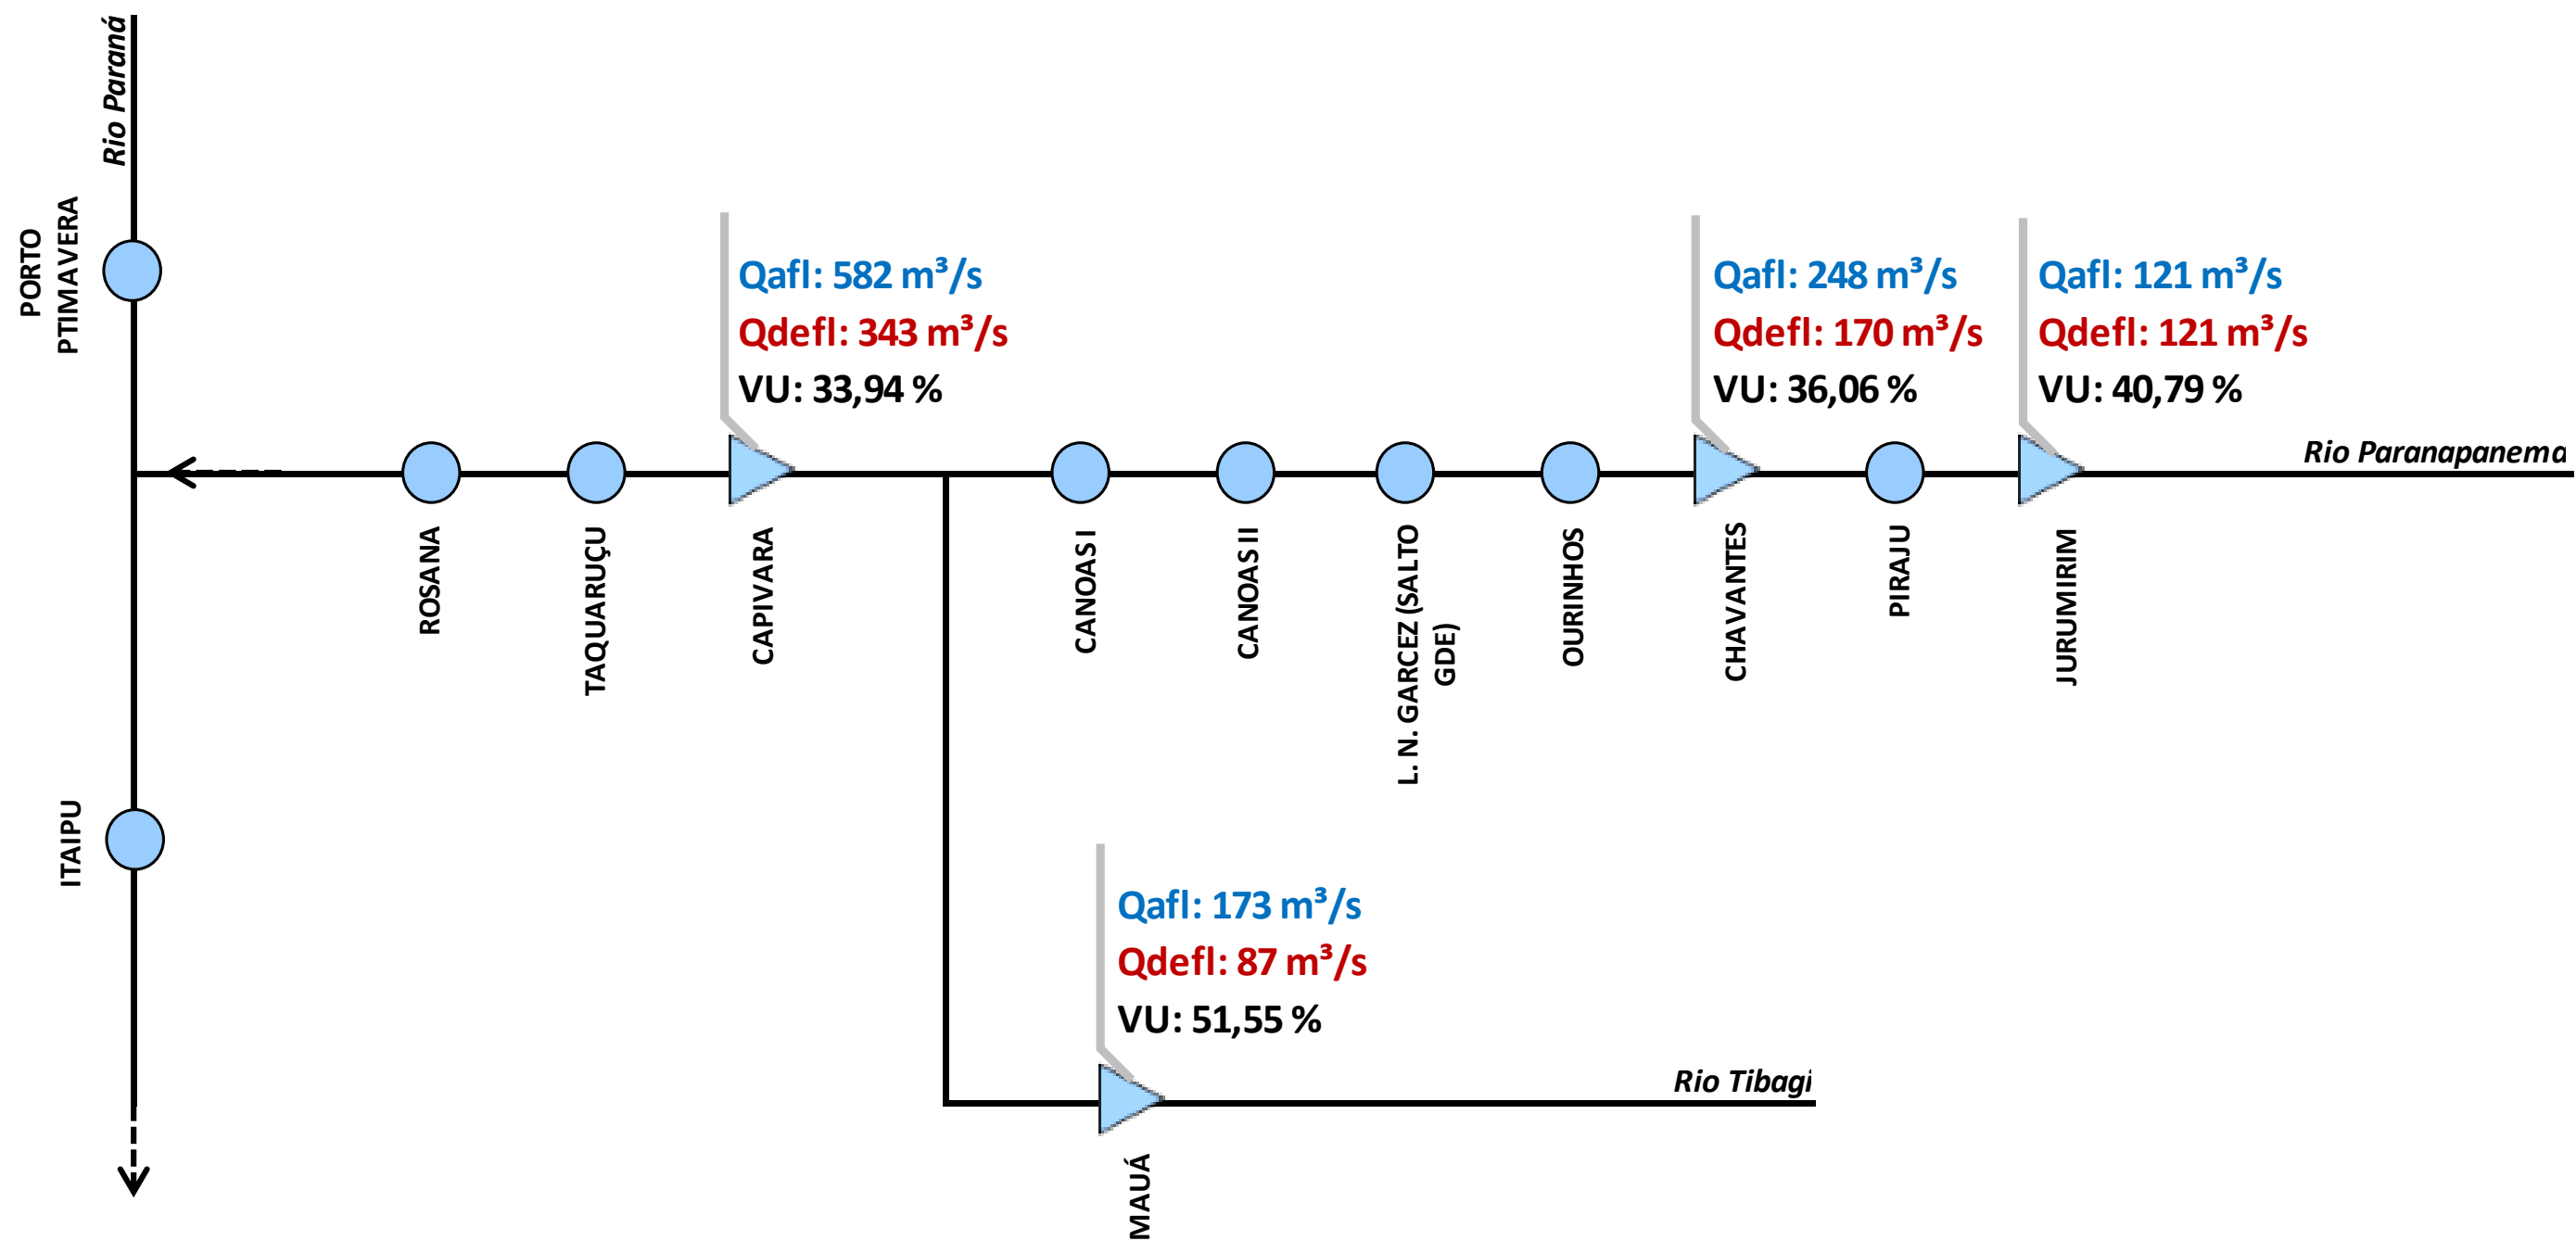 Rio Paraná
PORTO
PTIMAVERA
Qafl: 582 m³/s
Qdefl: 343 m³/s
VU: 33,94 %
Qafl: 248 m³/s
Qdefl: 170 m³/s
VU: 36,06 %
Qafl: 121 m³/s
Qdefl: 121 m³/s
VU: 40,79 %
Rio Paranapanema
ROSANA
TAQUARUÇU
CAPIVARA
CANOAS I
CANOAS II
L. N. GARCEZ (SALTO
GDE)
OURINHOS
CHAVANTES
PIRAJU
JURUMIRIM
ITAIPU
Qafl: 173 m³/s
Qdefl: 87 m³/s
VU: 51,55 %
Rio Tibagi
MAUÁ